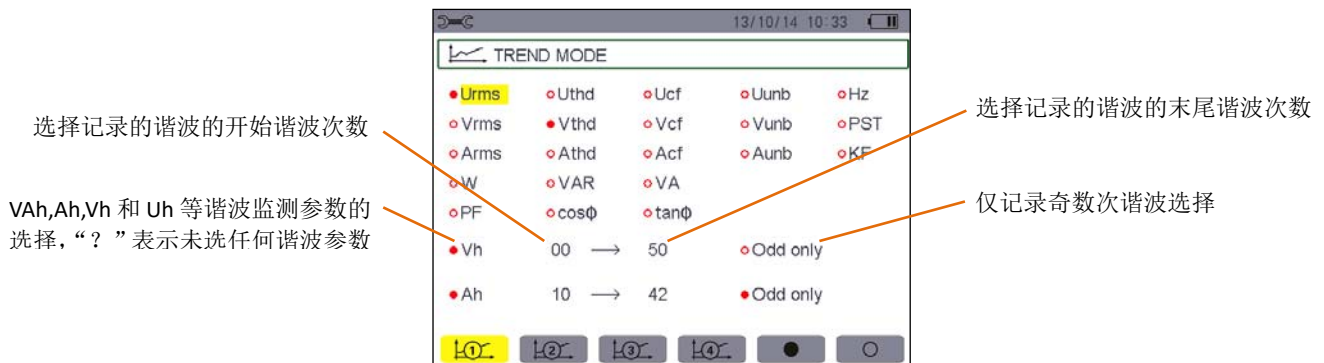 13/10/14 10:33
TREND MODE
Urms Uthd Ucf Uunb Hz
Vrms Vthd Vcf Vunb PST
Arms Athd Acf Aunb KF
W VAR VA
PF cosΦ tanΦ
Vh 00 → 50 Odd only
Ah 10 → 42 Odd only
1 2 3 4
选择记录的谐波的开始谐波次数
VAh,Ah,Vh 和 Uh 等谐波监测参数的
选择，“？”表示未选任何谐波参数
选择记录的谐波的末尾谐波次数
仅记录奇数次谐波选择